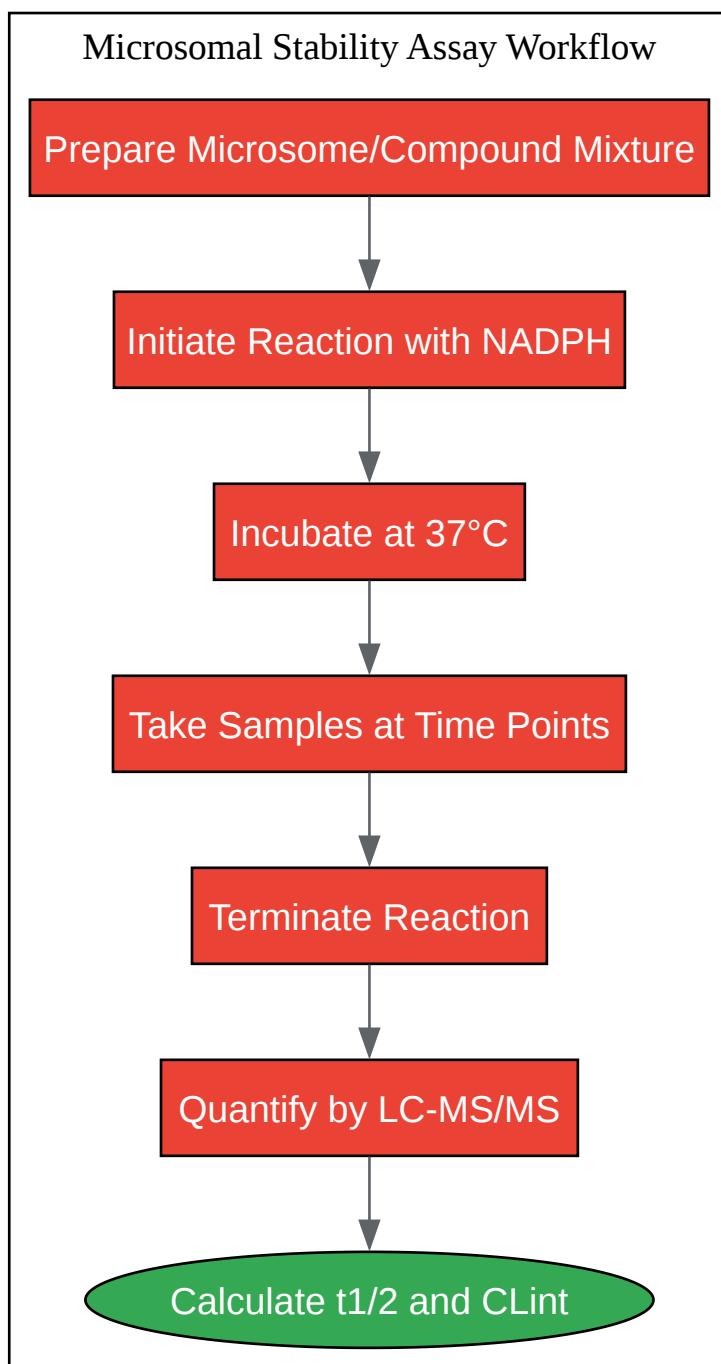 Microsomal Stability Assay Workflow
Prepare Microsome/Compound Mixture
Initiate Reaction with NADPH
Incubate at 37°C
Take Samples at Time Points
Terminate Reaction
Quantify by LC-MS/MS
Calculate t1/2 and CLint